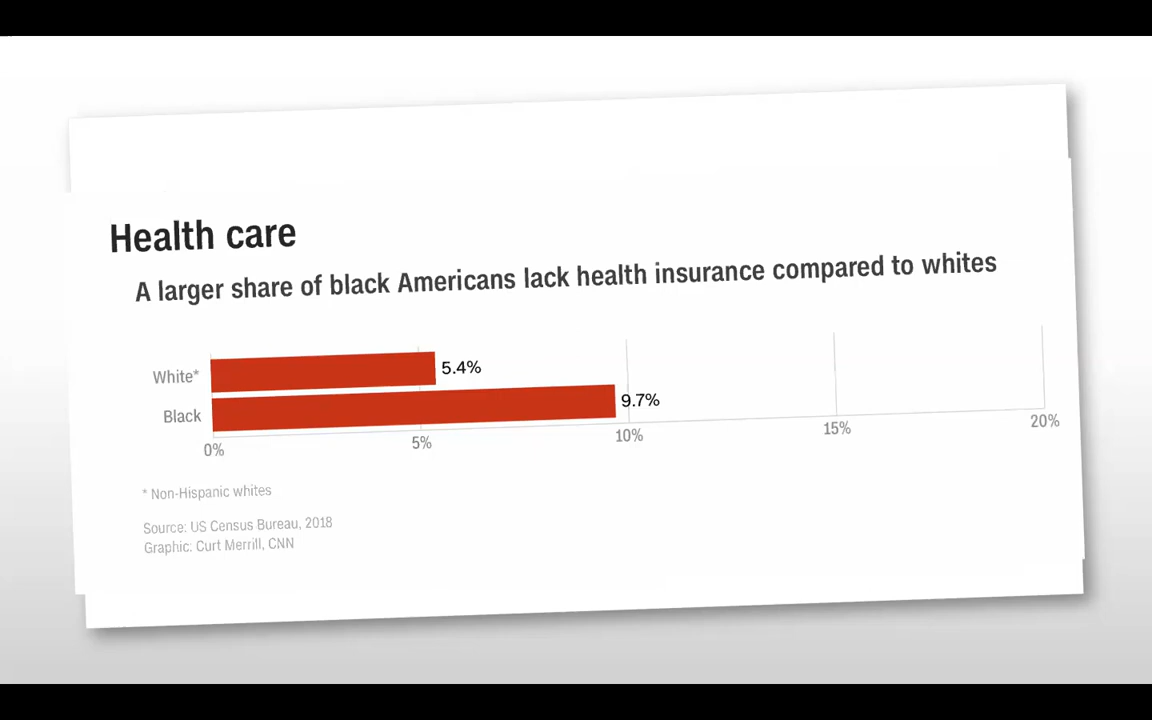 Health care
A larger share of black Americans lack health insurance compared to whites
White* 5.4%
Black 9.7%
0% 5% 10% 15% 20%
* Non-Hispanic whites
Source: US Census Bureau, 2018
Graphic: Curt Merrill, CNN